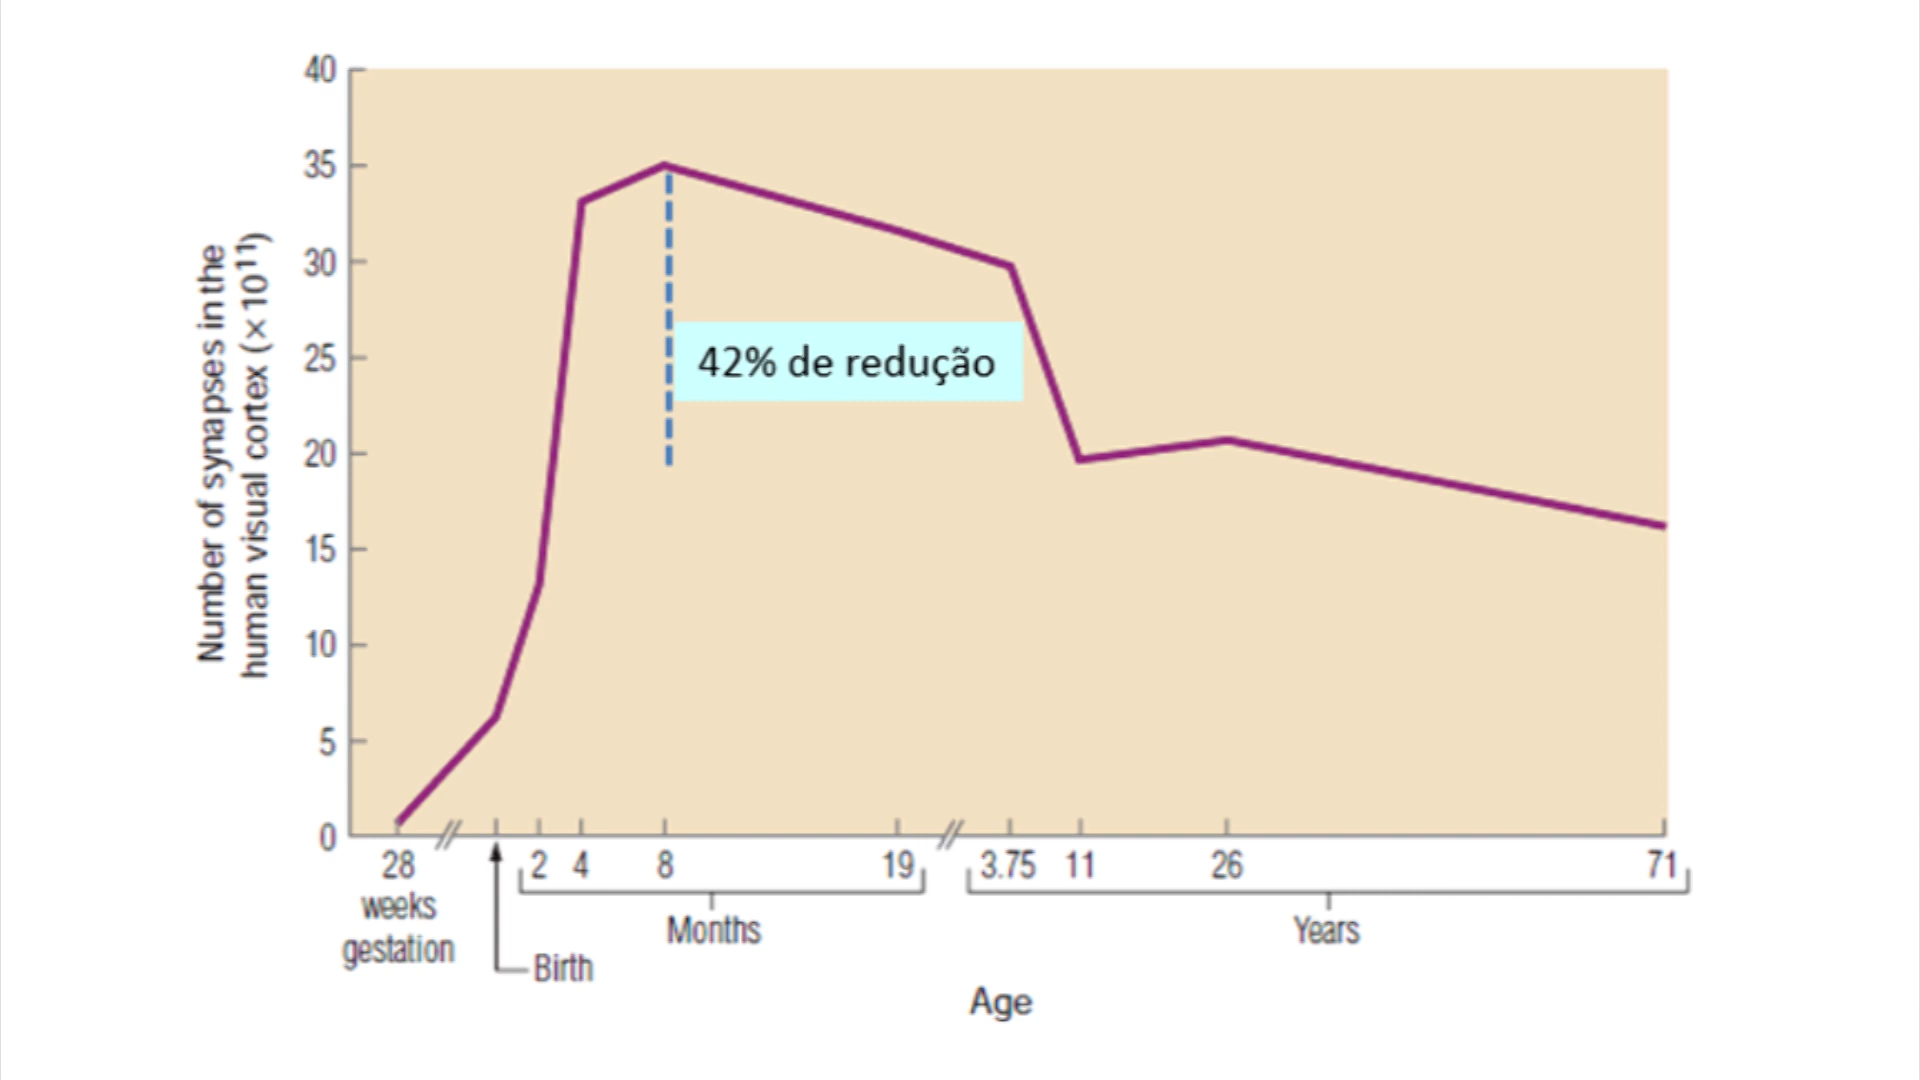 Number of synapses in the
human visual cortex (×10¹¹)
40
35
30
25
20
15
10
5
0
42% de redução
28 2 4 8 19 3.75 11 26 71
weeks
gestation
Months
Years
Birth
Age